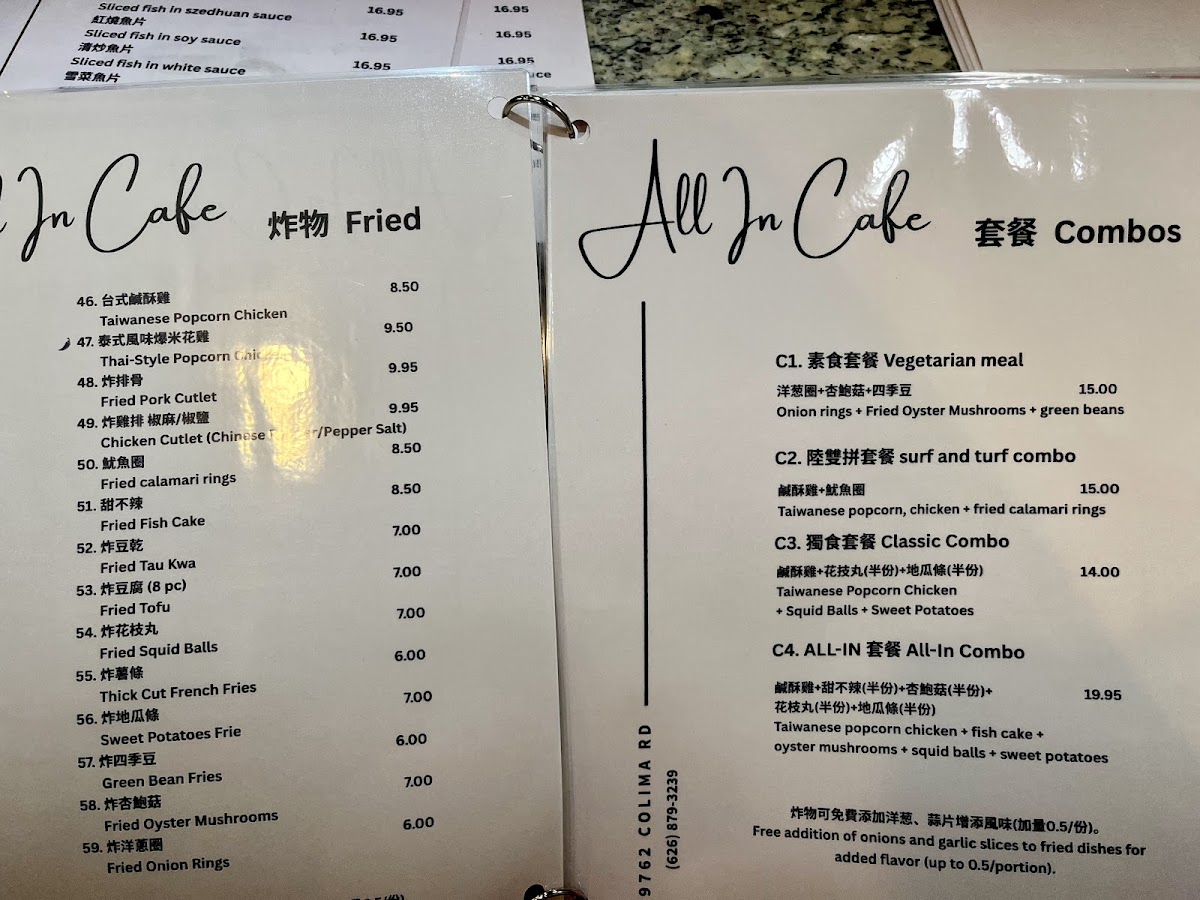 Sliced fish in szedhuan sauce 16.95 16.95
紅燒魚片
Sliced fish in soy sauce 16.95 16.95
清炒魚片
Sliced fish in white sauce 16.95 16.95
雪菜魚片
In Cafe 炸物 Fried
46. 台式鹹酥雞 8.50
Taiwanese Popcorn Chicken
47. 泰式風味爆米花雞 9.50
Thai-Style Popcorn
48. 炸排骨 9.95
Fried Pork Cutlet
49. 炸雞排 椒麻/椒鹽 9.95
Chicken Cutlet (Chinese /Pepper Salt)
50. 魷魚圈 8.50
Fried calamari rings
51. 甜不辣 8.50
Fried Fish Cake
52. 炸豆乾 7.00
Fried Tau Kwa
53. 炸豆腐 (8 pc) 7.00
Fried Tofu
54. 炸花枝丸 7.00
Fried Squid Balls
55. 炸薯條 6.00
Thick Cut French Fries
56. 炸地瓜條 7.00
Sweet Potatoes Frie
57. 炸四季豆 6.00
Green Bean Fries
58. 炸杏鮑菇 7.00
Fried Oyster Mushrooms
59. 炸洋蔥圈 6.00
Fried Onion Rings
All In Cafe 套餐 Combos
C1. 素食套餐 Vegetarian meal
洋葱圈+杏鮑菇+四季豆 15.00
Onion rings + Fried Oyster Mushrooms + green beans
C2. 陸雙拼套餐 surf and turf combo
鹹酥雞+魷魚圈 15.00
Taiwanese popcorn, chicken + fried calamari rings
C3. 獨食套餐 Classic Combo
鹹酥雞+花技丸(半份)+地瓜條(半份) 14.00
Taiwanese Popcorn Chicken
+ Squid Balls + Sweet Potatoes
C4. ALL-IN 套餐 All-In Combo
鹹酥雞+甜不辣(半份)+杏鮑菇(半份)+ 19.95
花枝丸(半份)+地瓜條(半份)
Taiwanese popcorn chicken + fish cake +
oyster mushrooms + squid balls + sweet potatoes
炸物可免費添加洋葱、蒜片增添風味(加量0.5/份)。
Free addition of onions and garlic slices to fried dishes for
added flavor (up to 0.5/portion).
9762 COLIMA RD
(626) 879-3239